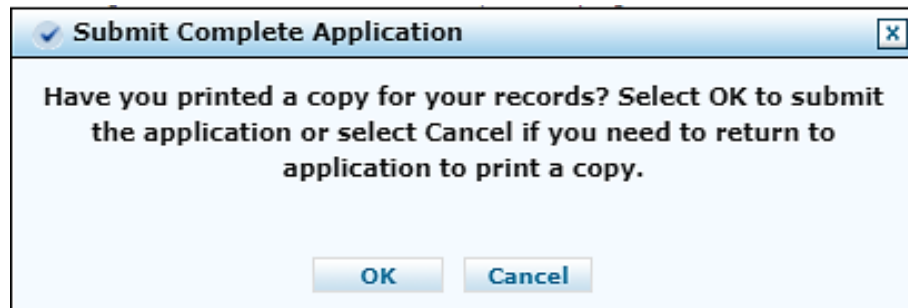 Submit Complete Application
Have you printed a copy for your records? Select OK to submit
the application or select Cancel if you need to return to
application to print a copy.
OK Cancel